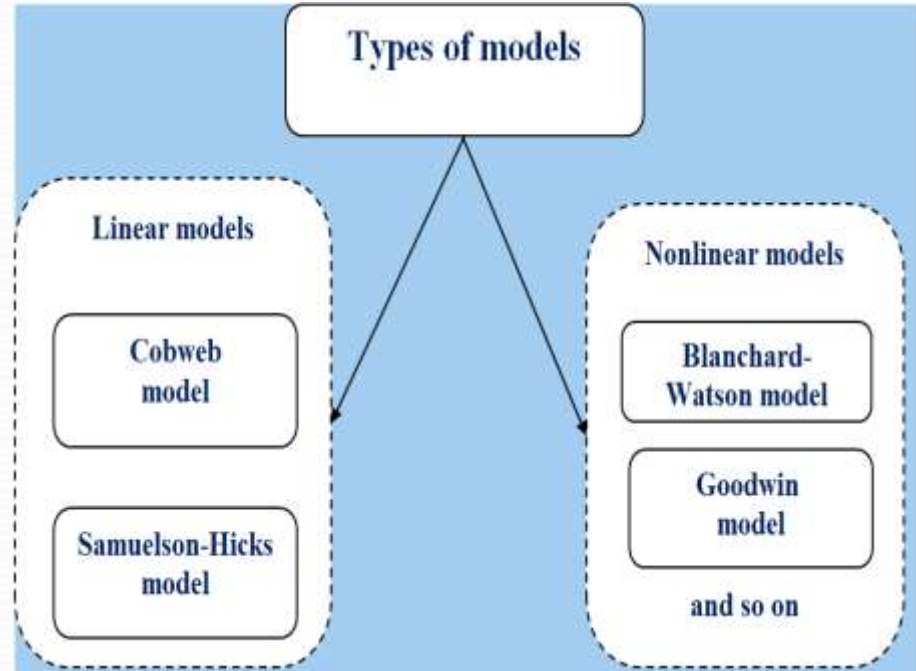 Types of models
Linear models
Cobweb
model
Samuelson-Hicks
model
Nonlinear models
Blanchard-
Watson model
Goodwin
model
and so on